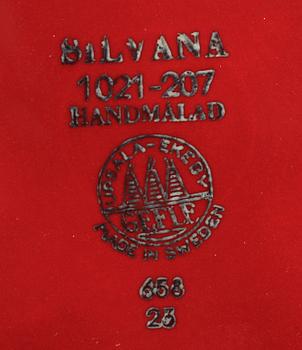 SILVANA
1021-207
HANDMÅLAD
UPSALA-EKEBY
GEFLE
MADE IN SWEDEN
658
25